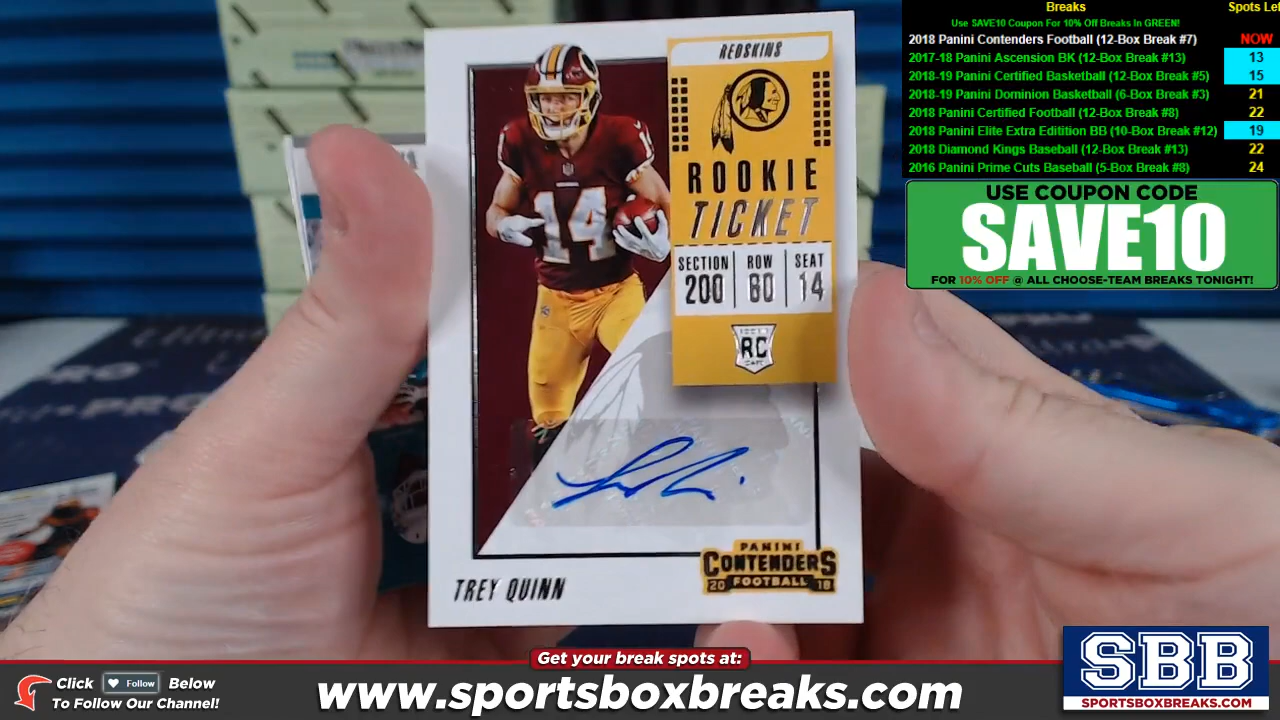 Breaks Spots Lef
Use SAVE10 Coupon For 10% Off Breaks In GREEN!
2018 Panini Contenders Football (12-Box Break #7) NOW
2017-18 Panini Ascension BK (12-Box Break #13) 13
2018-19 Panini Certified Basketball (12-Box Break #5) 15
2018-19 Panini Dominion Basketball (6-Box Break #3) 21
2018 Panini Certified Football (12-Box Break #8) 22
2018 Panini Elite Extra Edittion BB (10-Box Break #12) 19
2018 Diamond Kings Baseball (12-Box Break #13) 22
2016 Panini Prime Cuts Baseball (5-Box Break #8) 24
USE COUPON CODE
SAVE10
FOR 10% OFF @ ALL CHOOSE-TEAM BREAKS TONIGHT!
REDSKINS
ROOKIE
TICKET
SECTION ROW SEAT
200 60 14
RC
14
14
PANINI
CONTENDERS
20 FOOTBALL 18
TREY QUINN
Get your break spots at:
Click Follow Below
To Follow Our Channel!
www.sportsboxbreaks.com
SBB
SPORTSBOXBREAKS.COM